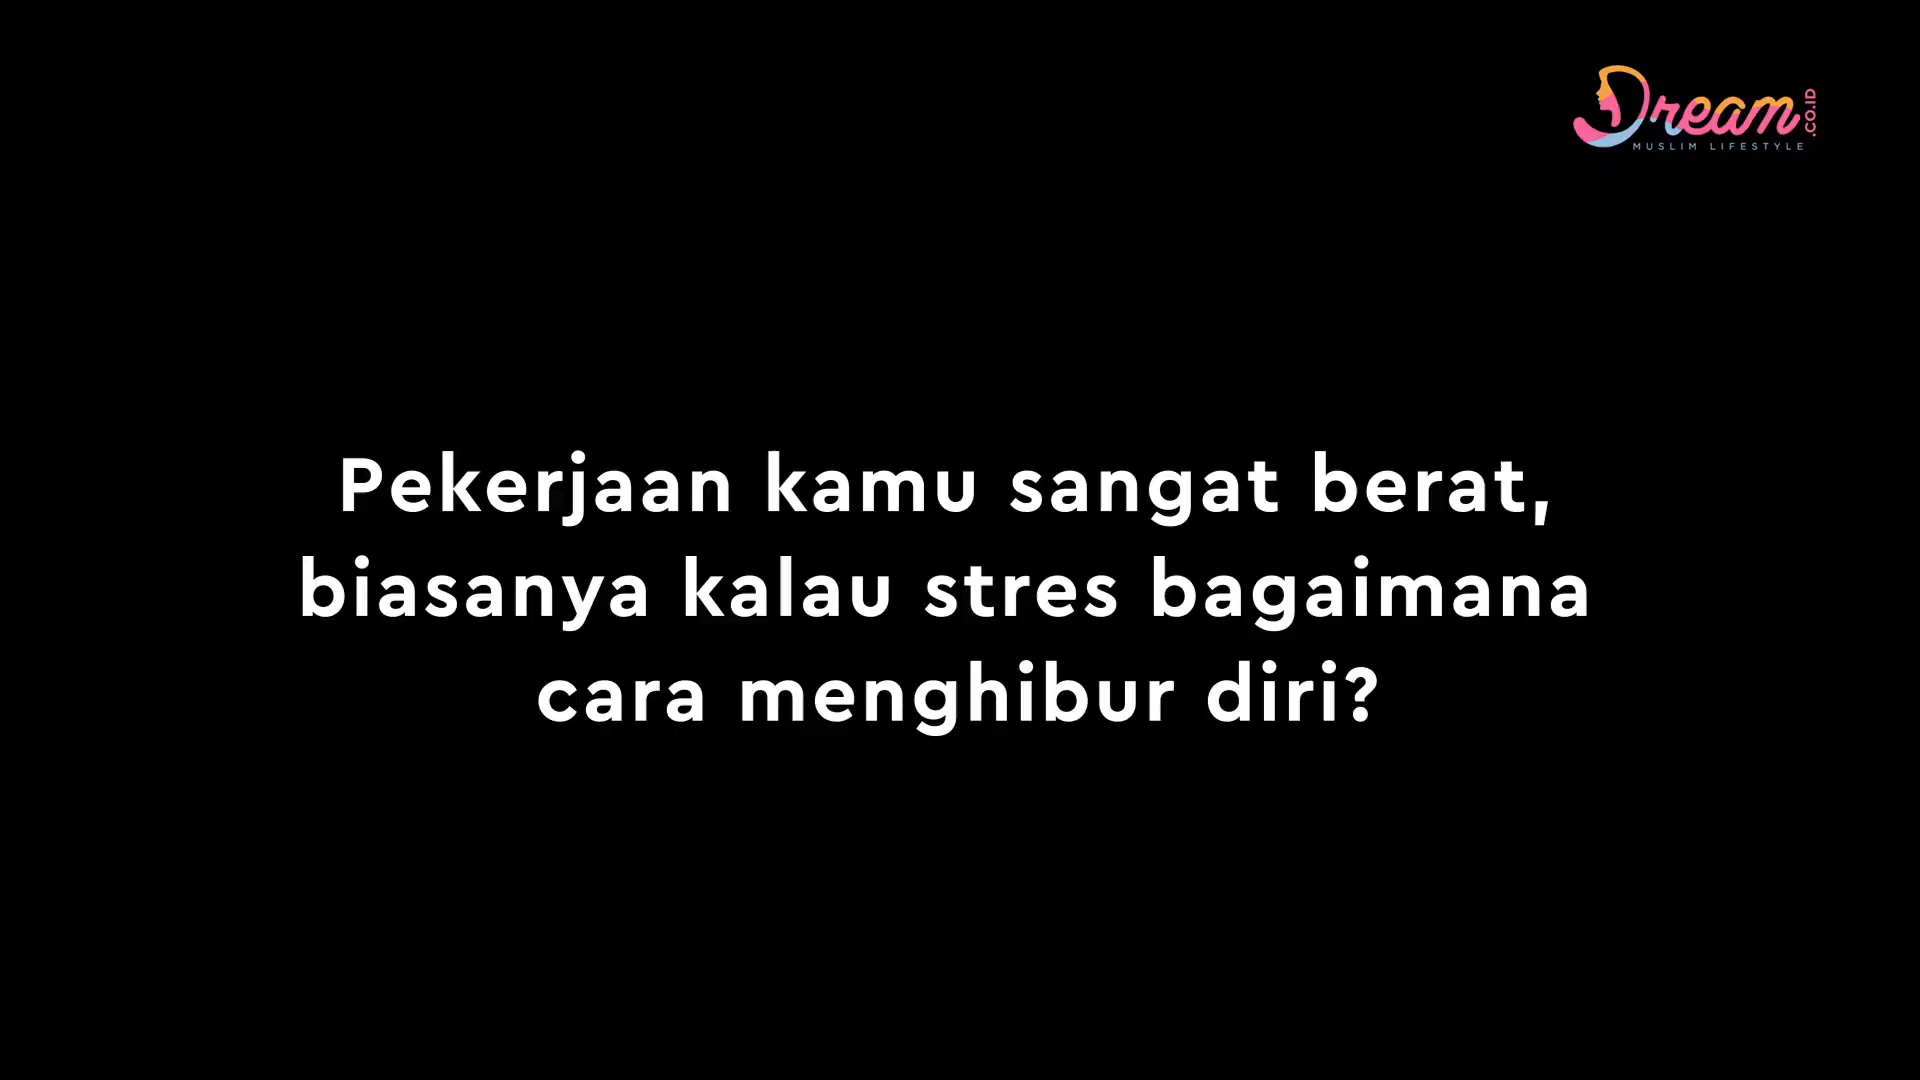 Dream
.CO.ID
MUSLIM LIFESTYLE
Pekerjaan kamu sangat berat,
biasanya kalau stres bagaimana
cara menghibur diri?